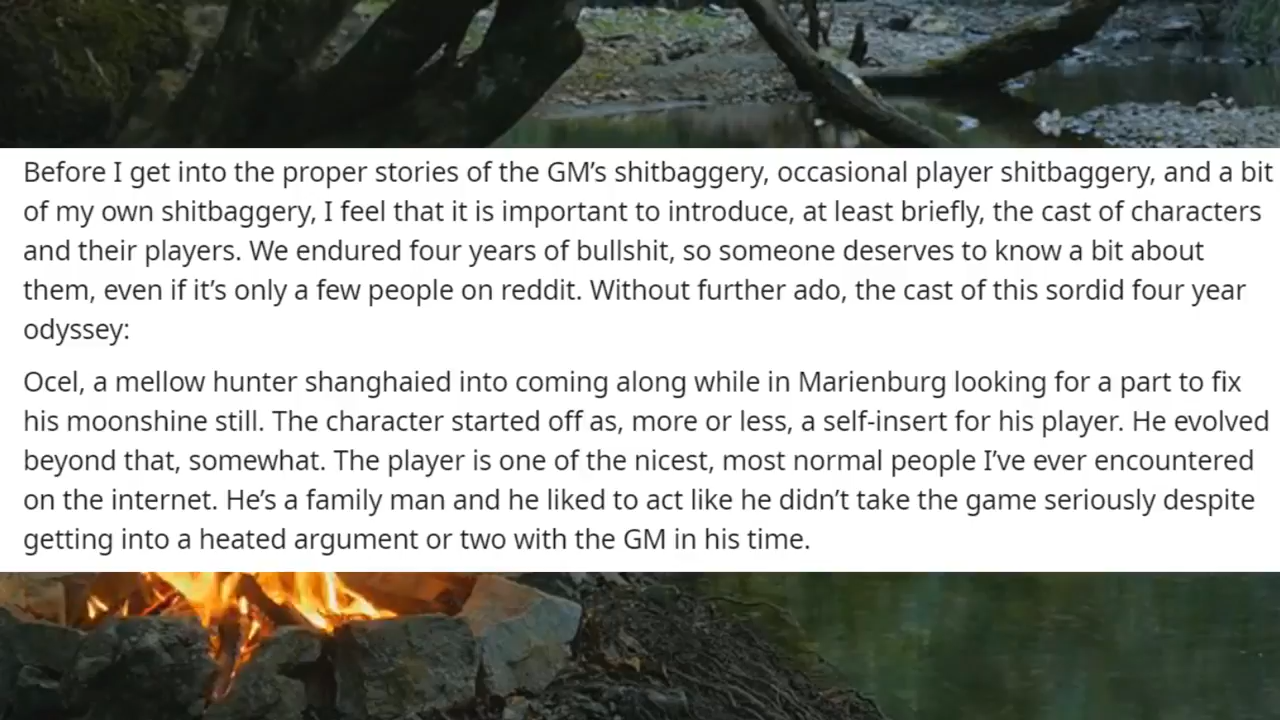 Before I get into the proper stories of the GM’s shitbaggery, occasional player shitbaggery, and a bit
of my own shitbaggery, I feel that it is important to introduce, at least briefly, the cast of characters
and their players. We endured four years of bullshit, so someone deserves to know a bit about
them, even if it’s only a few people on reddit. Without further ado, the cast of this sordid four year
odyssey:
Ocel, a mellow hunter shanghaied into coming along while in Marienburg looking for a part to fix
his moonshine still. The character started off as, more or less, a self-insert for his player. He evolved
beyond that, somewhat. The player is one of the nicest, most normal people I’ve ever encountered
on the internet. He’s a family man and he liked to act like he didn’t take the game seriously despite
getting into a heated argument or two with the GM in his time.